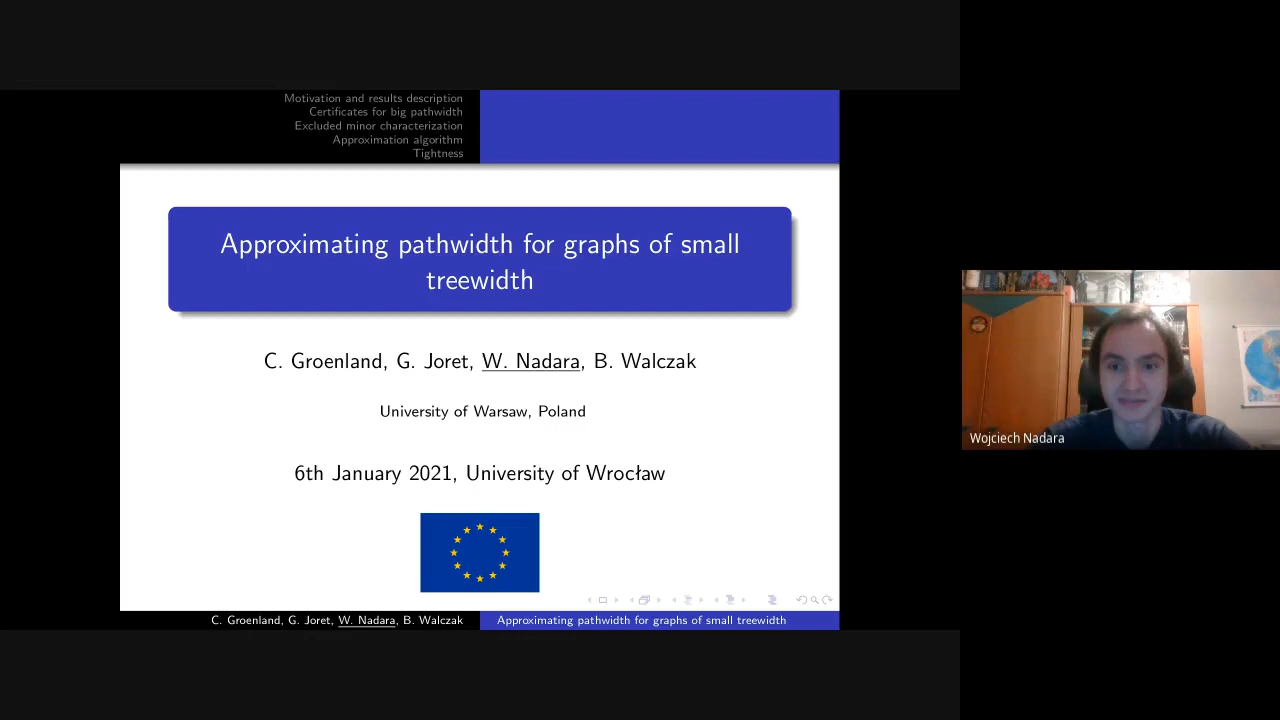 Motivation and results description
Certificates for big pathwidth
Excluded minor characterization
Approximation algorithm
Tightness
Approximating pathwidth for graphs of small
treewidth
C. Groenland, G. Joret, W. Nadara, B. Walczak
University of Warsaw, Poland
6th January 2021, University of Wrocław
C. Groenland, G. Joret, W. Nadara, B. Walczak
Approximating pathwidth for graphs of small treewidth
Wojciech Nadara